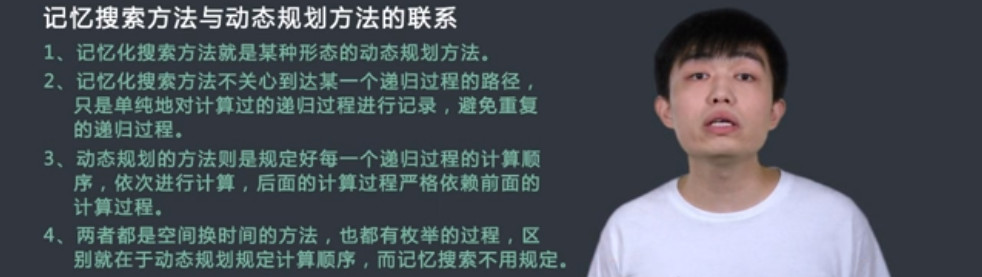 记忆搜索方法与动态规划方法的联系
1、记忆化搜索方法就是某种形态的动态规划方法。
2、记忆化搜索方法不关心到达某一个递归过程的路径，
只是单纯地对计算过的递归过程进行记录，避免重复
的递归过程。
3、动态规划的方法则是规定好每一个递归过程的计算顺
序，依次进行计算，后面的计算过程严格依赖前面的
计算过程。
4、两者都是空间换时间的方法，也都有枚举的过程，区
别就在于动态规划规定计算顺序，而记忆搜索不用规定。